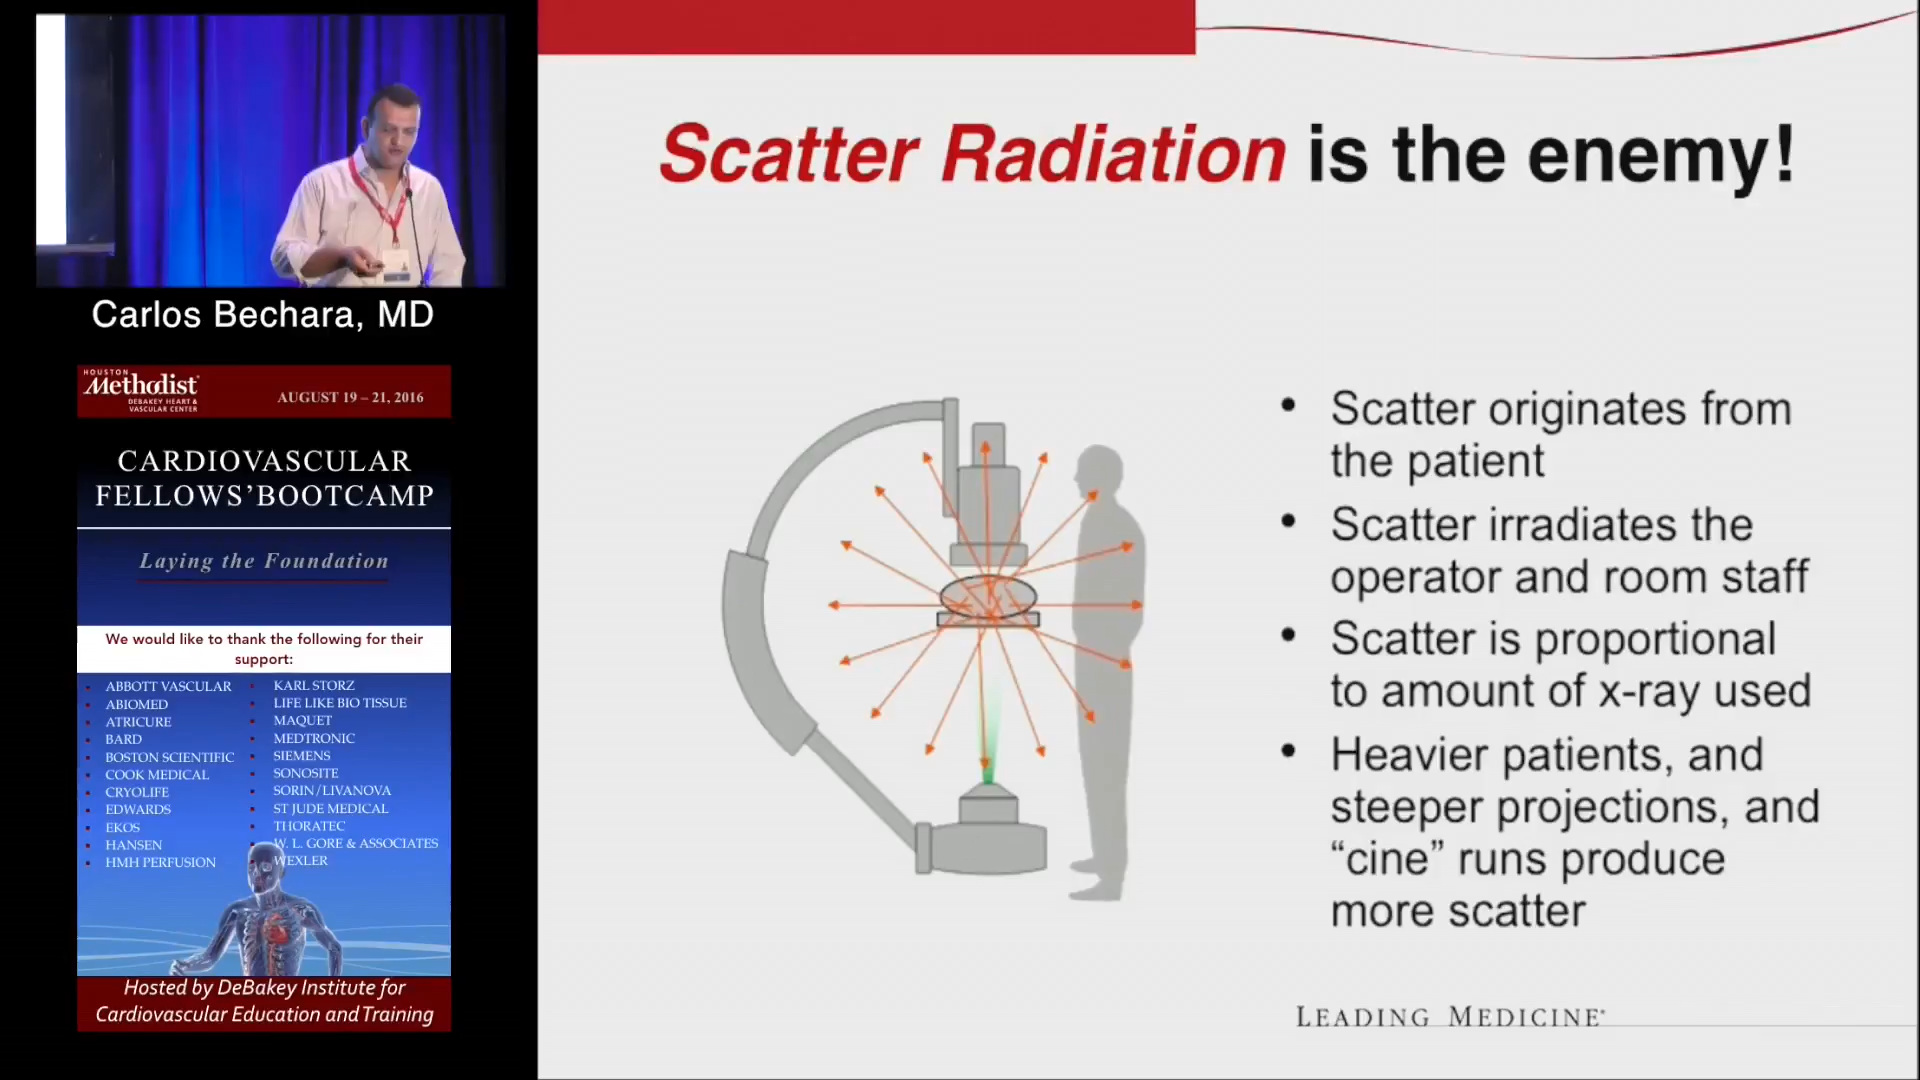 Carlos Bechara, MD
HOUSTON
Methodist
DEBAKEY HEART &
VASCULAR CENTER
AUGUST 19 – 21, 2016
CARDIOVASCULAR
FELLOWS’BOOTCAMP
Laying the Foundation
We would like to thank the following for their
support:
ABBOTT VASCULAR
ABIOMED
ATRICURE
BARD
BOSTON SCIENTIFIC
COOK MEDICAL
CRYOLIFE
EDWARDS
EKOS
HANSEN
HMH PERFUSION
KARL STORZ
LIFE LIKE BIO TISSUE
MAQUET
MEDTRONIC
SIEMENS
SONOSITE
SORIN/LIVANOVA
ST JUDE MEDICAL
THORATEC
W. L. GORE & ASSOCIATES
WEXLER
Hosted by DeBakey Institute for
Cardiovascular Education and Training
Scatter Radiation is the enemy!
• Scatter originates from
the patient
• Scatter irradiates the
operator and room staff
• Scatter is proportional
to amount of x-ray used
• Heavier patients, and
steeper projections, and
“cine” runs produce
more scatter
LEADING MEDICINE